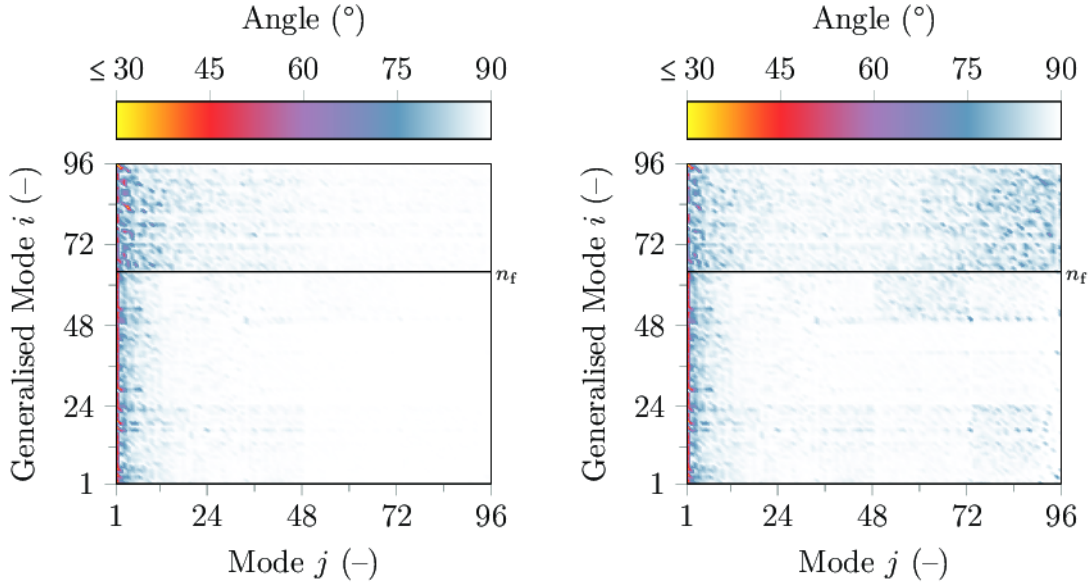 Angle (°)
≤ 30 45 60 75 90
Generalised Mode i (–)
96
72
48
24
1
n_f
1 24 48 72 96
Mode j (–)
Angle (°)
≤ 30 45 60 75 90
Generalised Mode i (–)
96
72
48
24
1
n_f
1 24 48 72 96
Mode j (–)